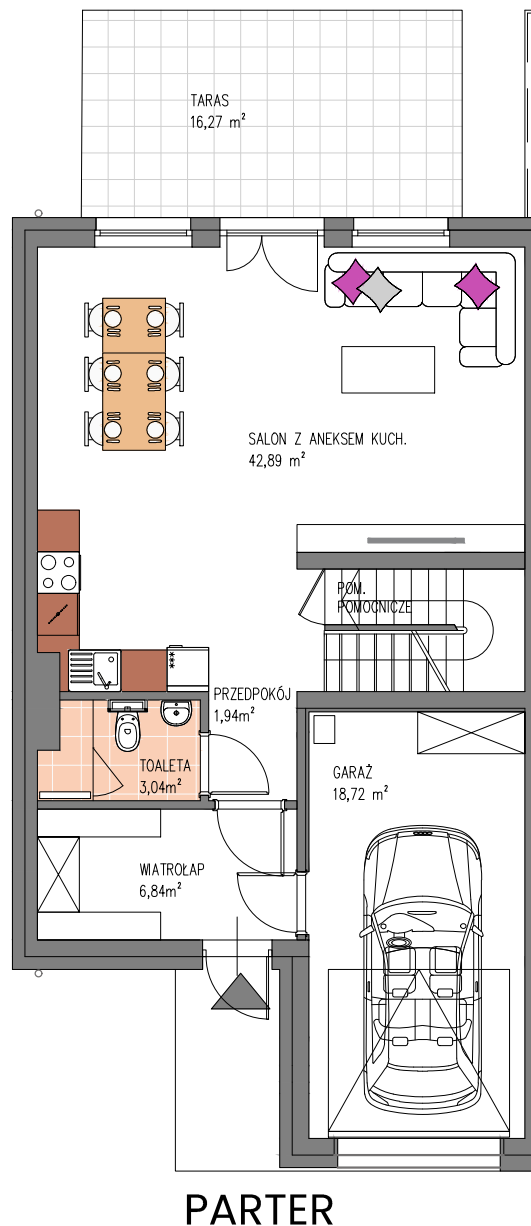 TARAS
16,27 m²
SALON Z ANEKSEM KUCH.
42,89 m²
POM.
POMOCNICZE
PRZEDPOKÓJ
1,94m²
TOALETA
3,04m²
GARAŻ
18,72 m²
WIATROŁAP
6,84m²
PARTER